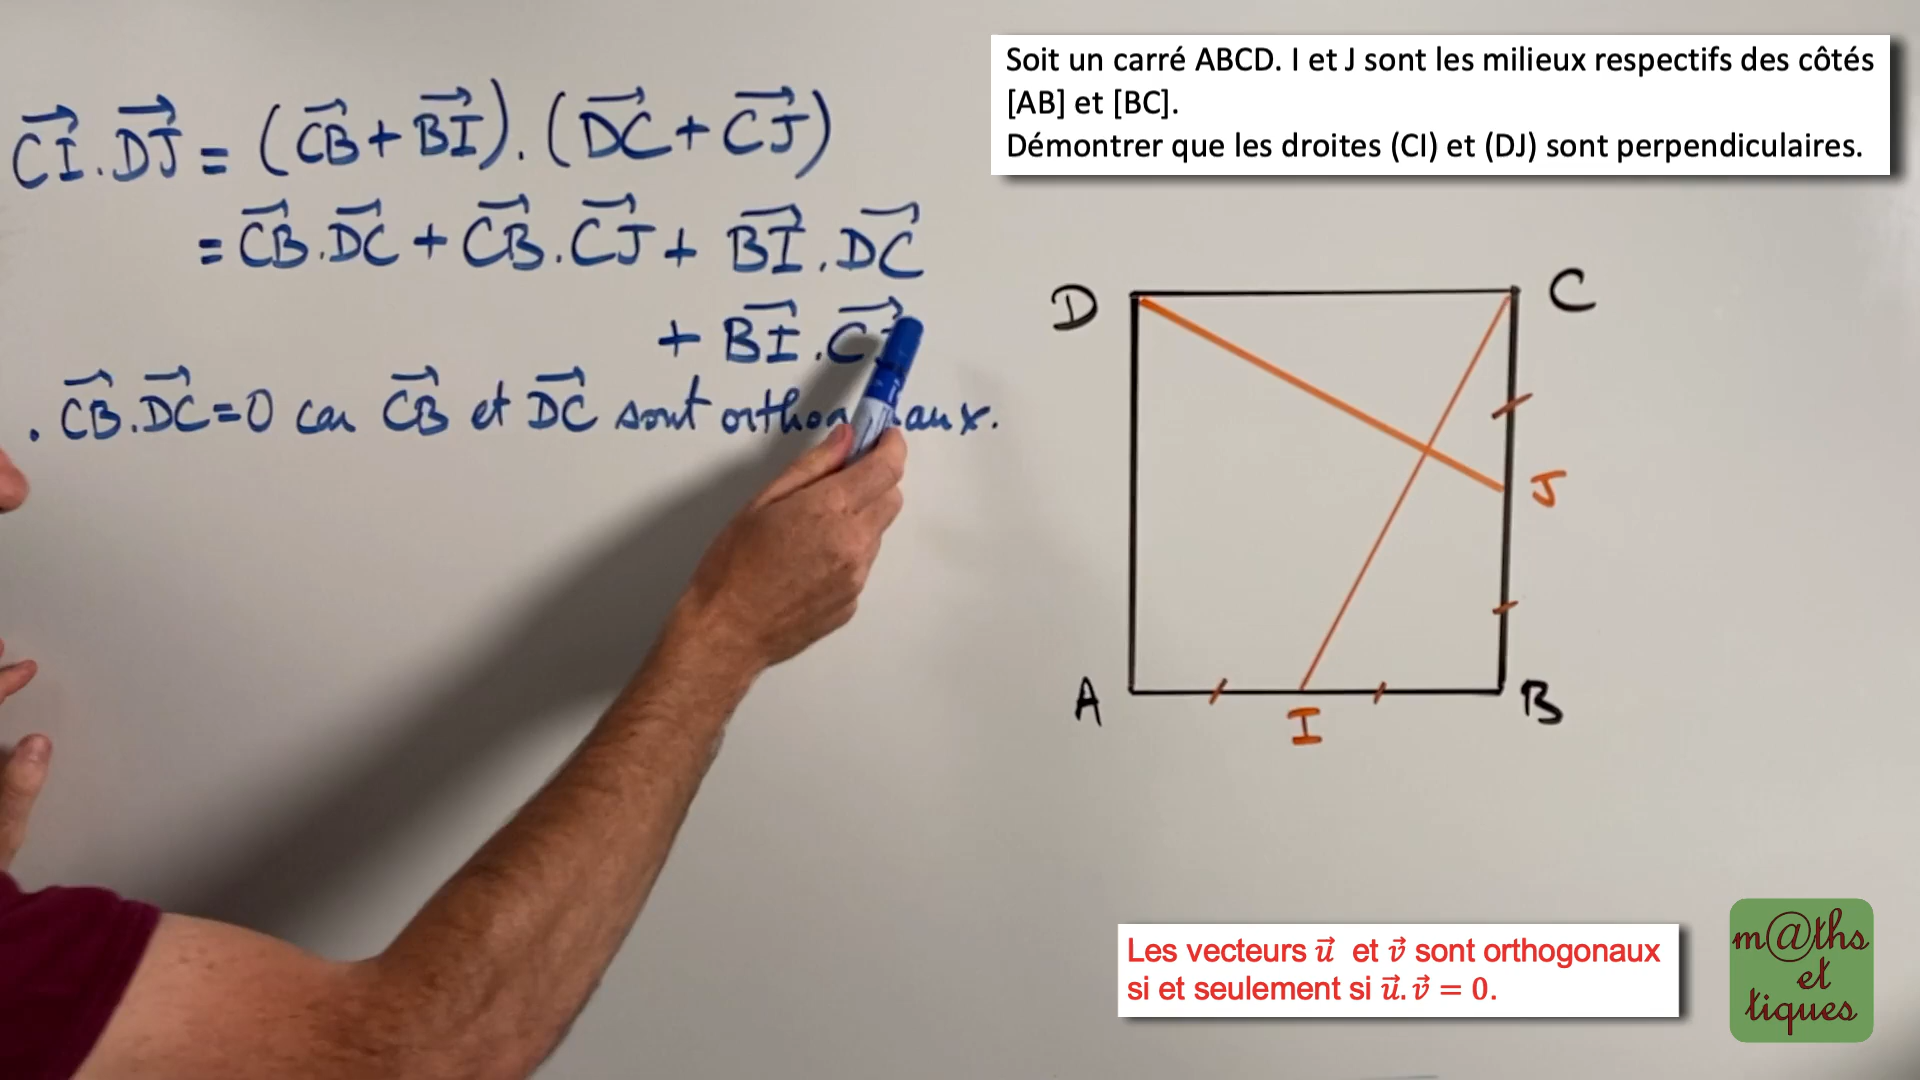 Soit un carré ABCD. I et J sont les milieux respectifs des côtés
[AB] et [BC].
Démontrer que les droites (CI) et (DJ) sont perpendiculaires.
CI⃗.DJ⃗ = (CB⃗ + BI⃗).(DC⃗ + CJ⃗)
= CB⃗.DC⃗ + CB⃗.CJ⃗ + BI⃗.DC⃗
+ BI⃗.
. CB⃗.DC⃗ = 0 car CB⃗ et DC⃗ sont
D
C
J
A
I
B
Les vecteurs u⃗ et v⃗ sont orthogonaux
si et seulement si u⃗.v⃗ = 0.
m@ths
et
tiques